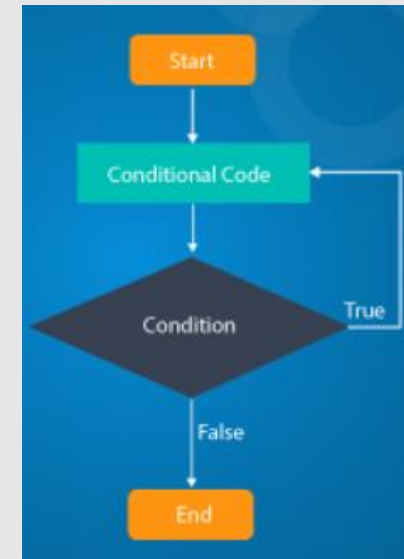 Start
Conditional Code
Condition
True
False
End